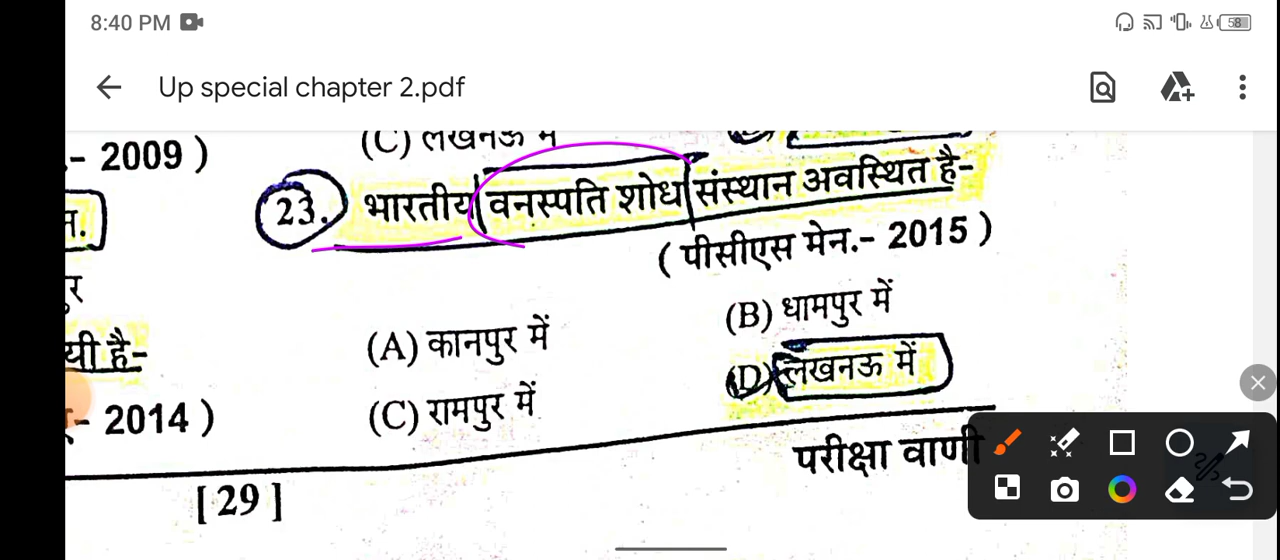 8:40 PM
58
Up special chapter 2.pdf
- 2009 )
(C) लखनऊ में
23. भारतीय वनस्पति शोध संस्थान अवस्थित है-
( पीसीएस मेन.- 2015 )
यी है-
(A) कानपुर में
(B) धामपुर में
- 2014 )
(C) रामपुर में
(D) लखनऊ में
परीक्षा वाणी
[ 29 ]